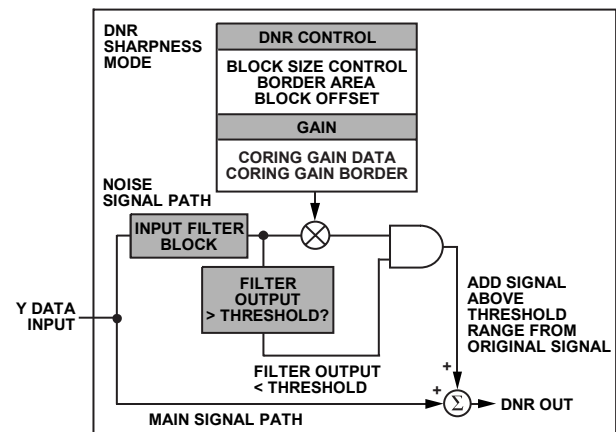 DNR
SHARPNESS
MODE
DNR CONTROL
BLOCK SIZE CONTROL
BORDER AREA
BLOCK OFFSET
GAIN
CORING GAIN DATA
CORING GAIN BORDER
NOISE
SIGNAL PATH
INPUT FILTER
BLOCK
FILTER
OUTPUT
> THRESHOLD?
Y DATA
INPUT
FILTER OUTPUT
< THRESHOLD
ADD SIGNAL
ABOVE
THRESHOLD
RANGE FROM
ORIGINAL SIGNAL
+
+
Σ
DNR OUT
MAIN SIGNAL PATH